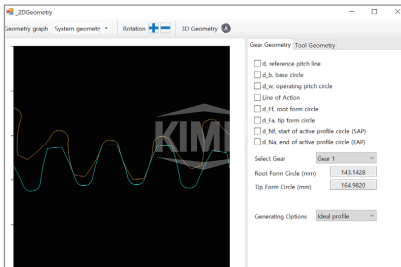 _2DGeometry
Geometry graph System geometry Rotation 3D Geometry
Gear Geometry Tool Geometry
d, reference pitch line
d_b, base circle
d_w, operating pitch circle
Line of Action
d_Ff, root form circle
d_Fa, tip form circle
d_Nf, start of active profile circle (SAP)
d_Na, end of active profile circle (EAP)
Select Gear Gear 1
Root Form Circle (mm) 143.1428
Tip Form Circle (mm) 164.9820
Generating Options Ideal profile
KIMM